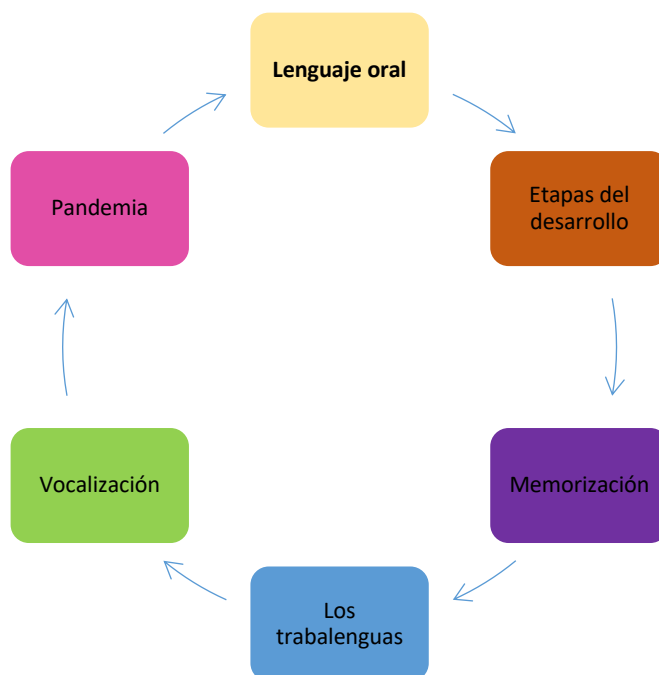 Lenguaje oral
Etapas del
desarrollo
Memorización
Los
trabalenguas
Vocalización
Pandemia